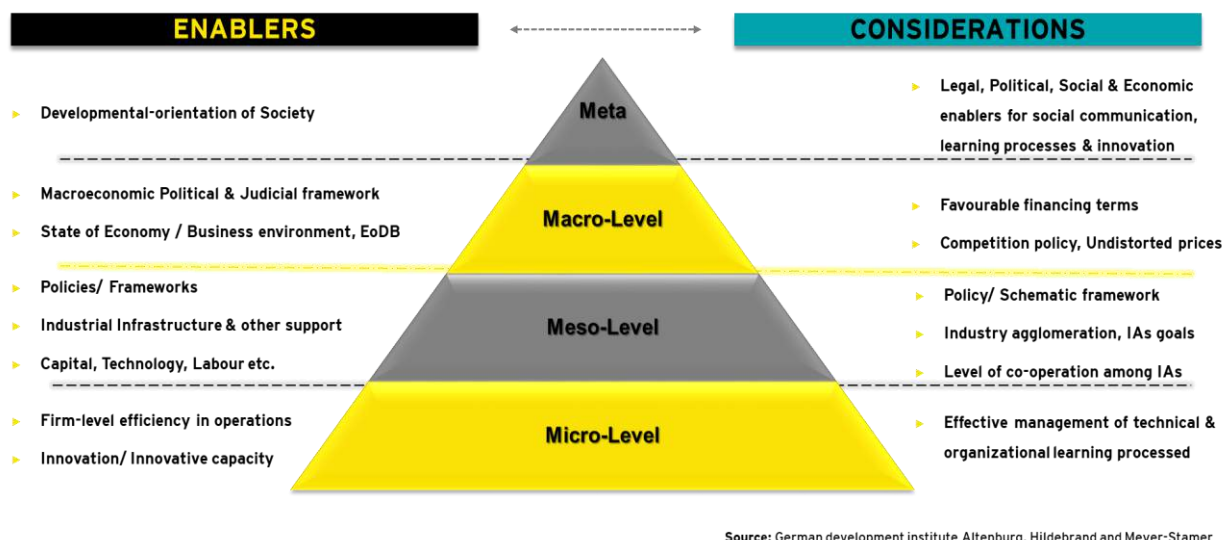 ENABLERS
CONSIDERATIONS
Developmental-orientation of Society
Meta
Legal, Political, Social & Economic
enablers for social communication,
learning processes & innovation
Macroeconomic Political & Judicial framework
State of Economy / Business environment, EoDB
Macro-Level
Favourable financing terms
Competition policy, Undistorted prices
Policies/ Frameworks
Industrial Infrastructure & other support
Capital, Technology, Labour etc.
Meso-Level
Policy/ Schematic framework
Industry agglomeration, IAs goals
Level of co-operation among IAs
Firm-level efficiency in operations
Innovation/ Innovative capacity
Micro-Level
Effective management of technical &
organizational learning processed
Source: German development institute Altenburg, Hildebrand and Meyer-Stamer